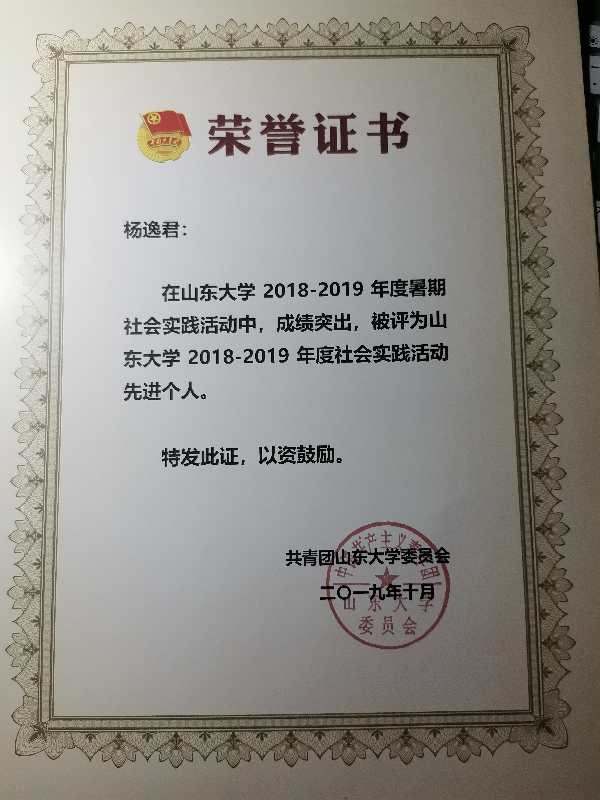 荣誉证书
杨逸君：
在山东大学 2018-2019 年度暑期
社会实践活动中，成绩突出，被评为山
东大学 2018-2019 年度社会实践活动
先进个人。
特发此证，以资鼓励。
共青团山东大学委员会
二〇一九年十月
中国共产主义青年团
山东大学
委员会